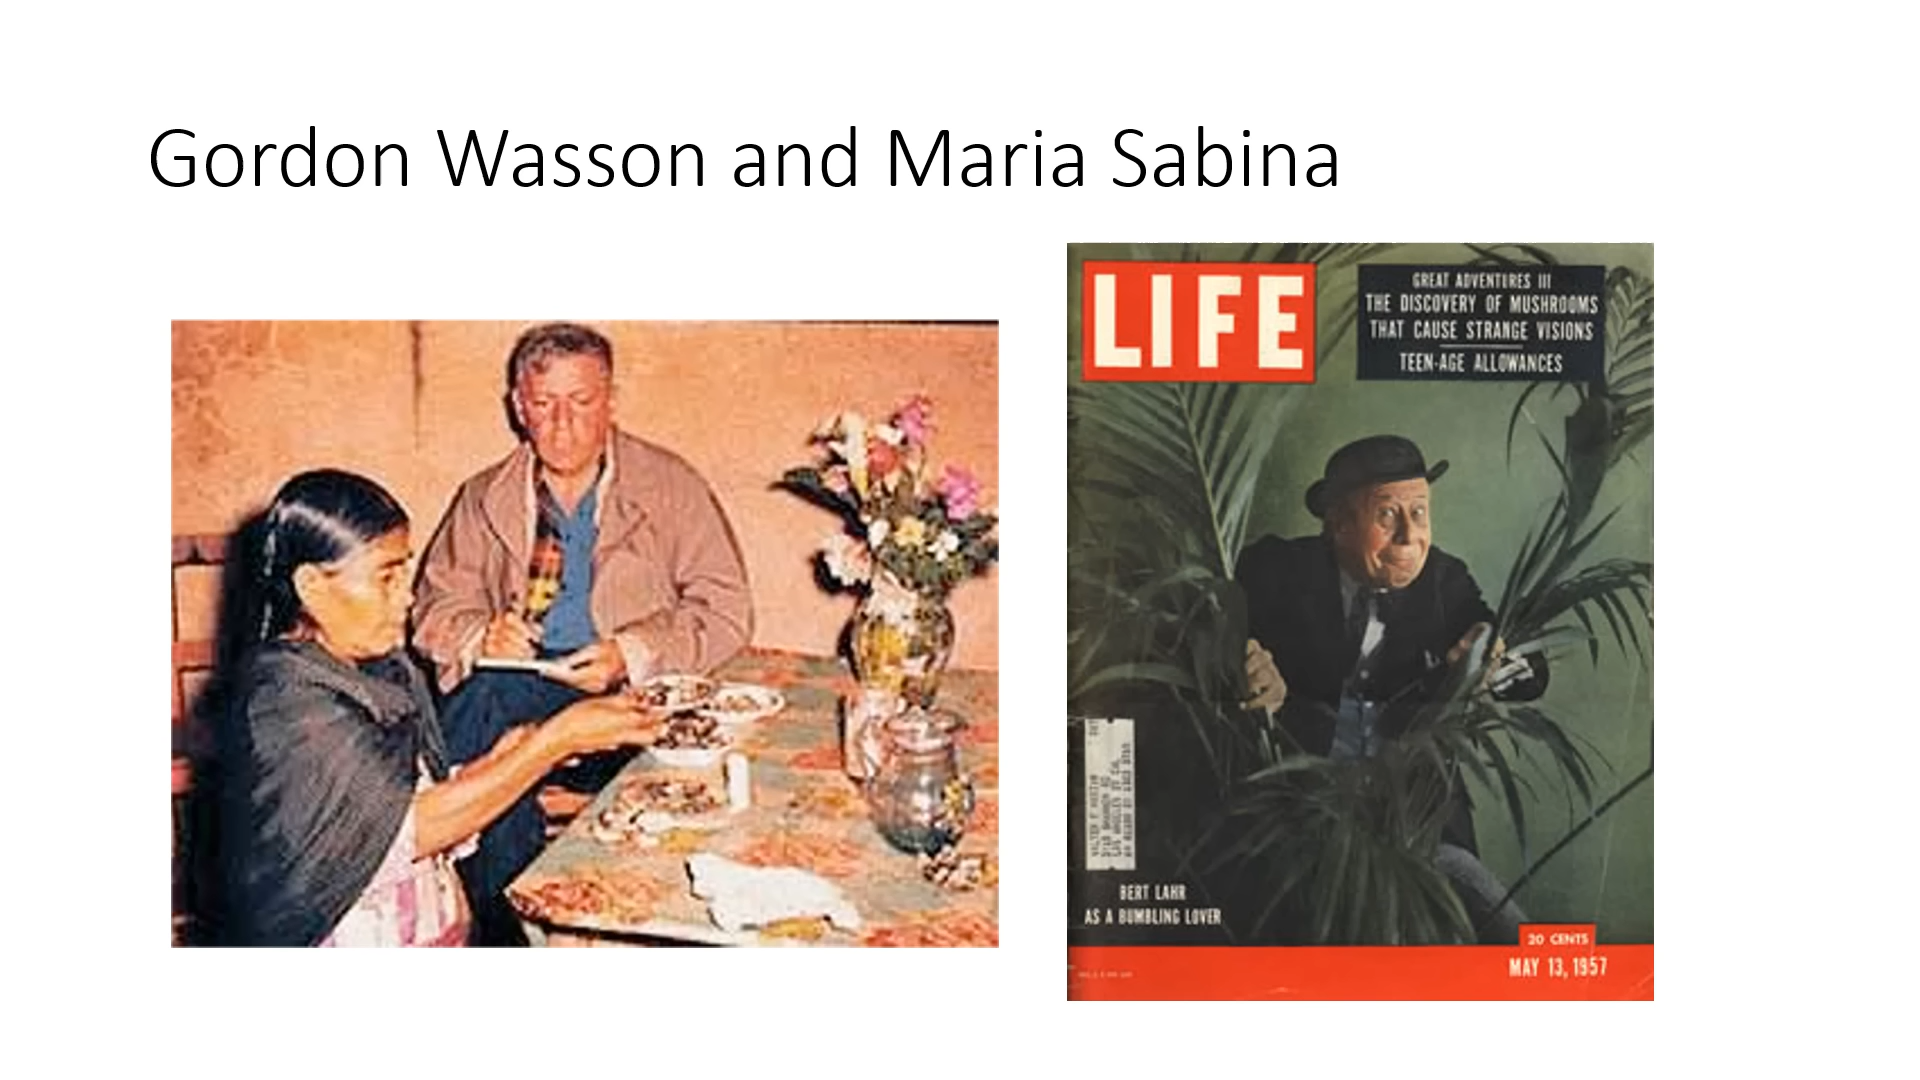 Gordon Wasson and Maria Sabina
LIFE
GREAT ADVENTURES III
THE DISCOVERY OF MUSHROOMS
THAT CAUSE STRANGE VISIONS
TEEN-AGE ALLOWANCES
BERT LAHR
AS A BUMBLING LOVER
20 CENTS
MAY 13, 1957